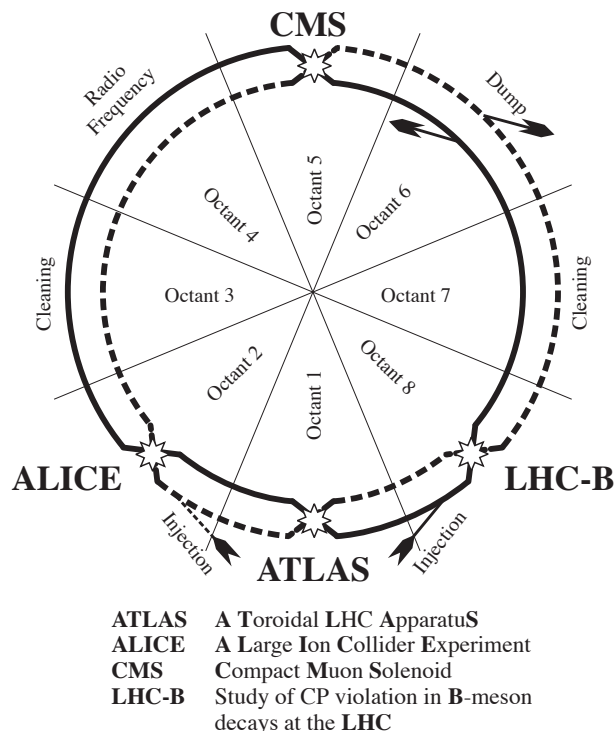 CMS
Radio
Frequency
Dump
Octant 5
Octant 4
Octant 6
Cleaning
Octant 3
Octant 7
Cleaning
Octant 2
Octant 8
Octant 1
ALICE
LHC-B
Injection
Injection
ATLAS
ATLAS A Toroidal LHC ApparatuS
ALICE A Large Ion Collider Experiment
CMS Compact Muon Solenoid
LHC-B Study of CP violation in B-meson
decays at the LHC